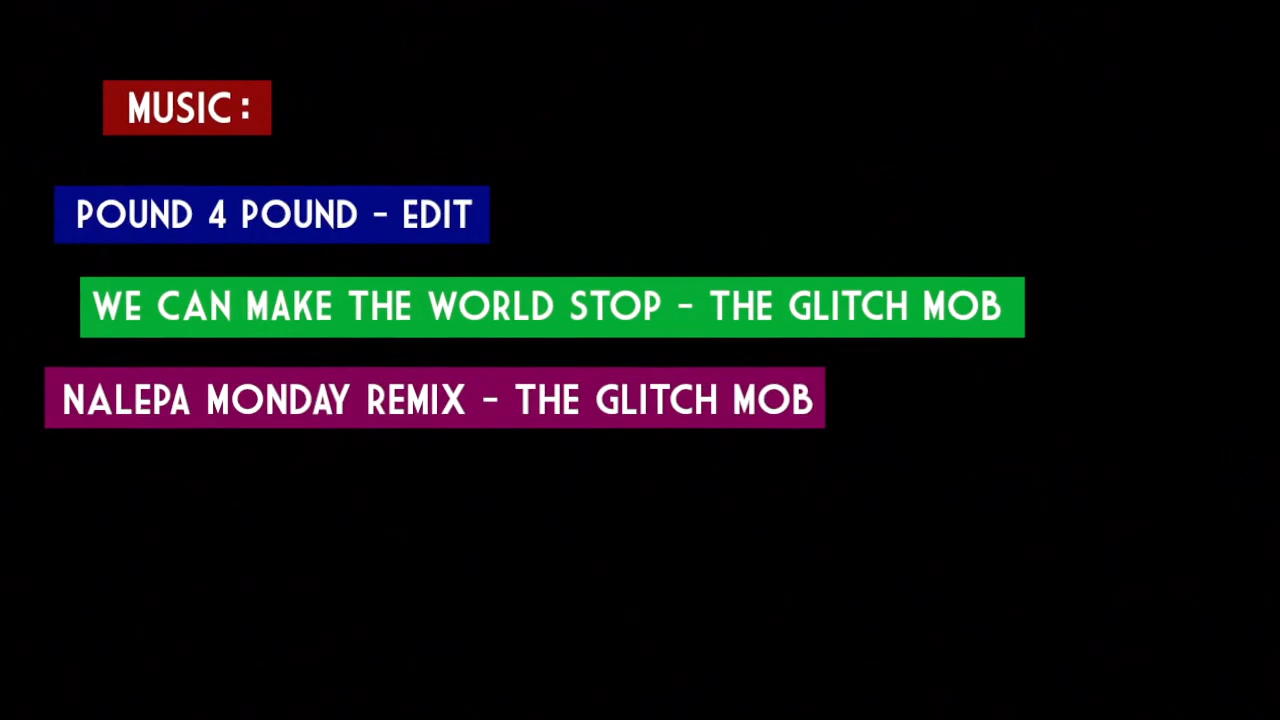 MUSIC:
POUND 4 POUND - EDIT
WE CAN MAKE THE WORLD STOP - THE GLITCH MOB
NALEPA MONDAY REMIX - THE GLITCH MOB